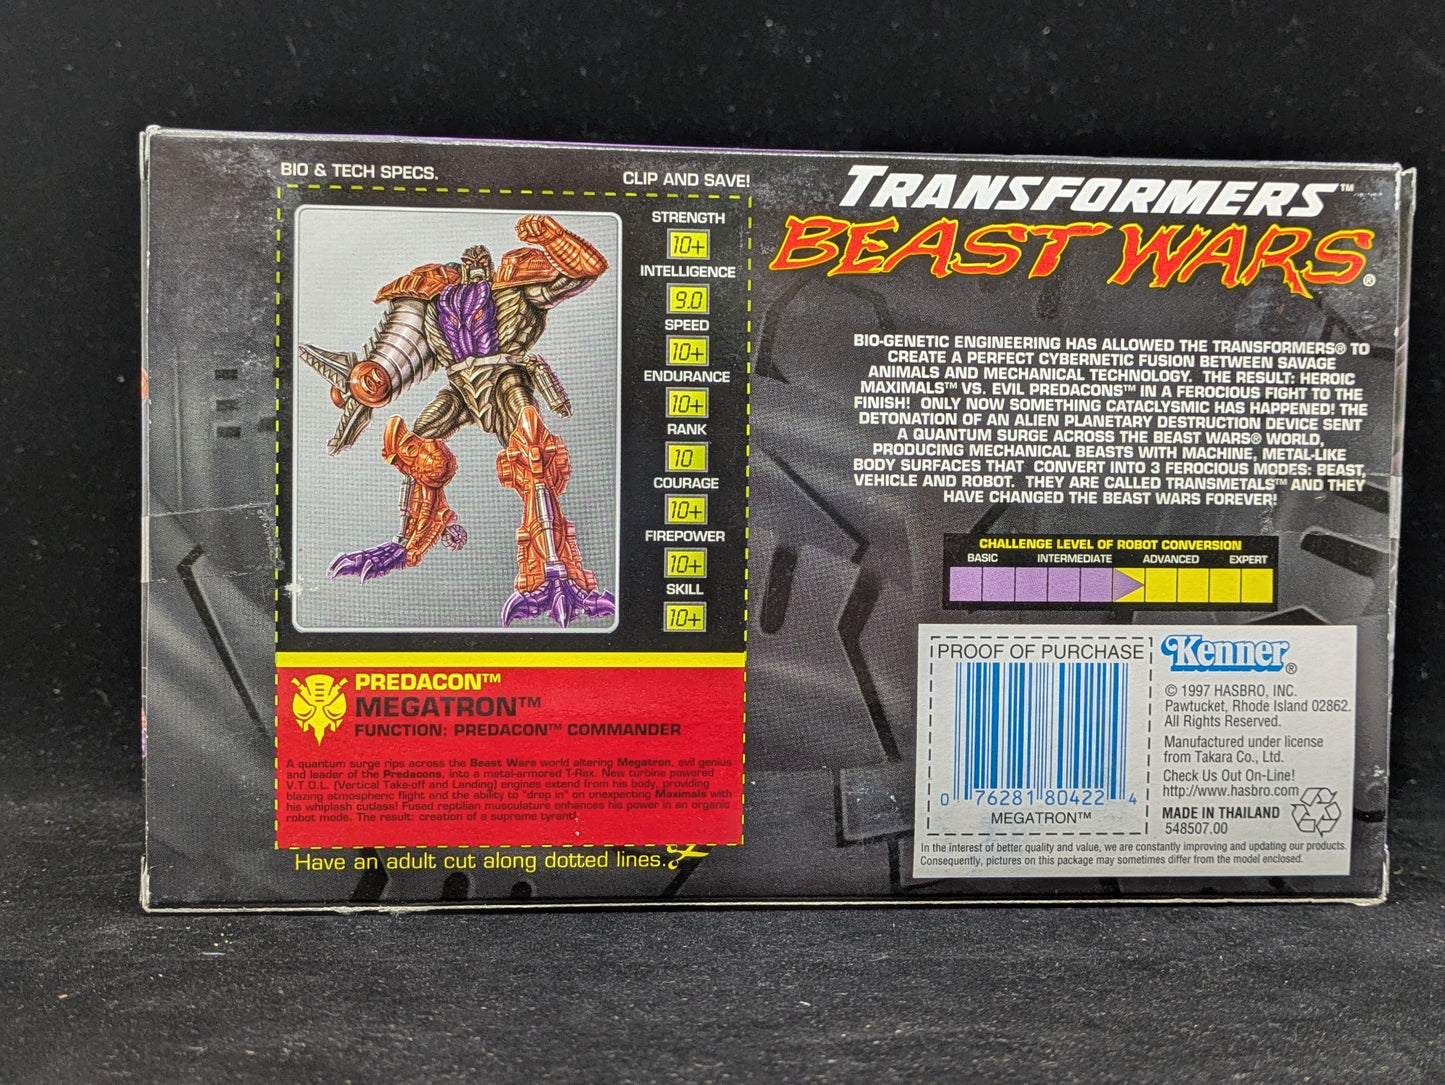 BIO & TECH SPECS.
CLIP AND SAVE!
STRENGTH
10+
INTELLIGENCE
9.0
SPEED
10+
ENDURANCE
10+
RANK
10
COURAGE
10+
FIREPOWER
10+
SKILL
10+
PREDACON™
MEGATRON™
FUNCTION: PREDACON™ COMMANDER
A quantum surge rips across the Beast Wars world altering Megatron, evil genius
and leader of the Predacons, into a metal-armored T-Rex. New turbine powered
V.T.O.L. (Vertical Take-off and Landing) engines extend from his body, providing
blazing atmospheric flight and the ability to "drop in" on unexpecting Maximals with
his whiplash cutlass! Fused reptilian musculature enhances his power in an organic
robot mode. The result: creation of a supreme tyrant!
Have an adult cut along dotted lines.
TRANSFORMERS™
BEAST WARS®
BIO-GENETIC ENGINEERING HAS ALLOWED THE TRANSFORMERS® TO
CREATE A PERFECT CYBERNETIC FUSION BETWEEN SAVAGE
ANIMALS AND MECHANICAL TECHNOLOGY. THE RESULT: HEROIC
MAXIMALS™ VS. EVIL PREDACONS™ IN A FEROCIOUS FIGHT TO THE
FINISH! ONLY NOW SOMETHING CATACLYSMIC HAS HAPPENED! THE
DETONATION OF AN ALIEN PLANETARY DESTRUCTION DEVICE SENT
A QUANTUM SURGE ACROSS THE BEAST WARS® WORLD,
PRODUCING MECHANICAL BEASTS WITH MACHINE, METAL-LIKE
BODY SURFACES THAT CONVERT INTO 3 FEROCIOUS MODES: BEAST,
VEHICLE AND ROBOT. THEY ARE CALLED TRANSMETALS™ AND THEY
HAVE CHANGED THE BEAST WARS FOREVER!
CHALLENGE LEVEL OF ROBOT CONVERSION
BASIC INTERMEDIATE ADVANCED EXPERT
PROOF OF PURCHASE
0 76281 80422 4
MEGATRON™
Kenner®
© 1997 HASBRO, INC.
Pawtucket, Rhode Island 02862.
All Rights Reserved.
Manufactured under license
from Takara Co., Ltd.
Check Us Out On-Line!
http://www.hasbro.com
MADE IN THAILAND
548507.00
In the interest of better quality and value, we are constantly improving and updating our products.
Consequently, pictures on this package may sometimes differ from the model enclosed.